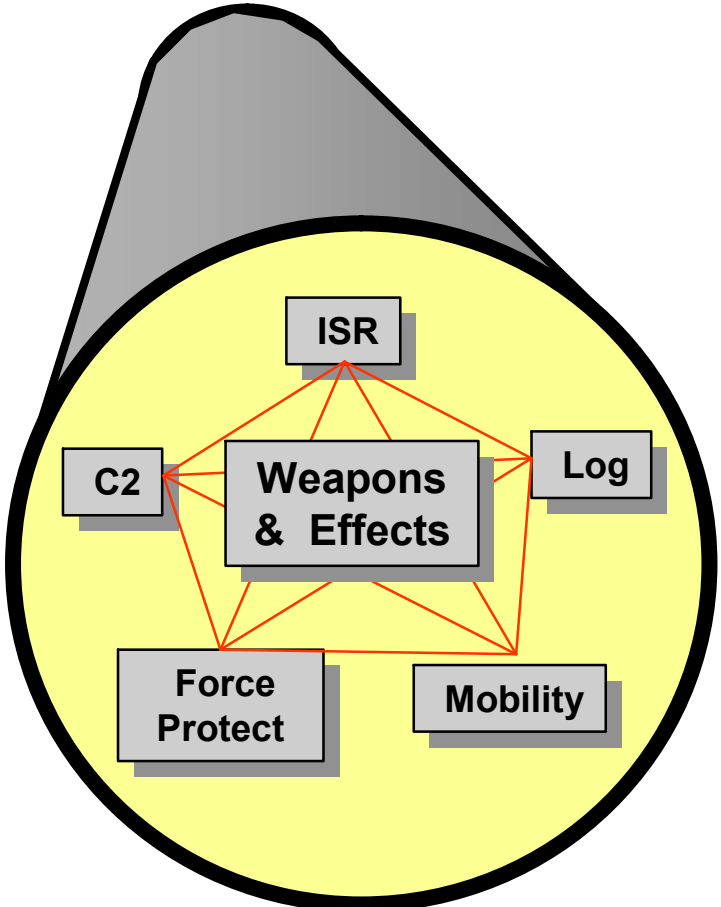 ISR
C2
Weapons
& Effects
Log
Force
Protect
Mobility